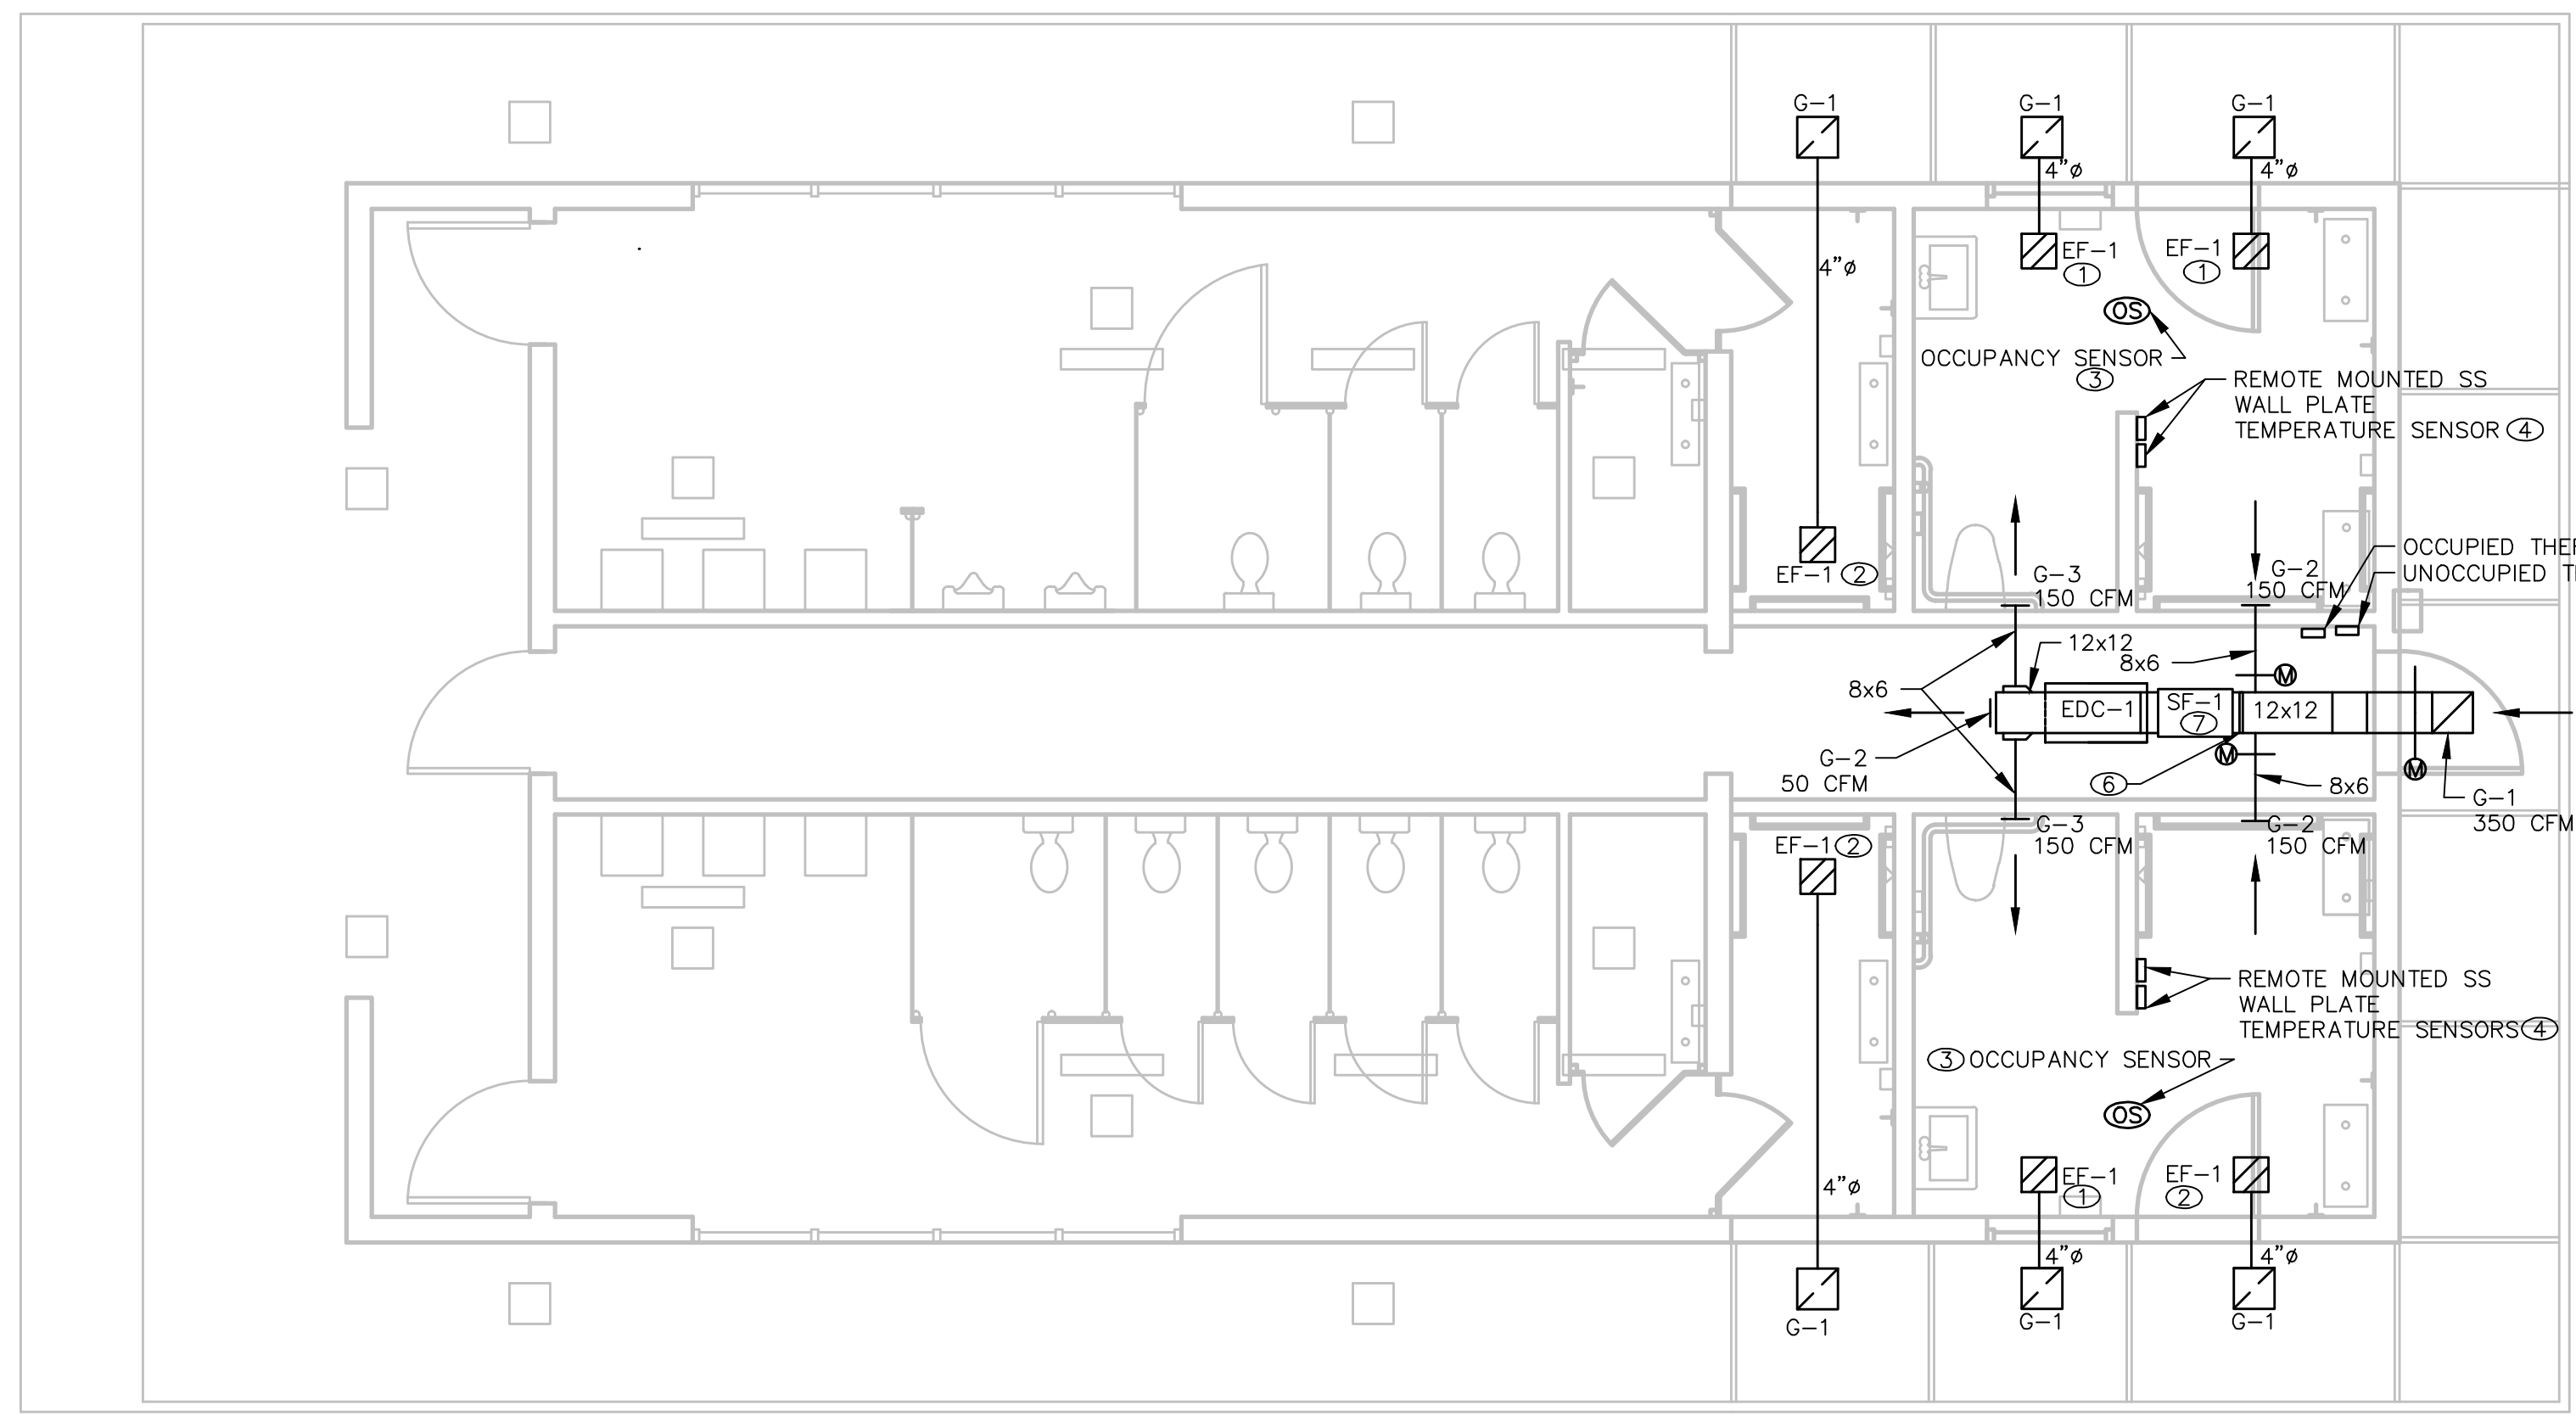 G-1
G-1
G-1
4"ø
4"ø
EF-1
1
EF-1
1
4"ø
OS
OCCUPANCY SENSOR
3
REMOTE MOUNTED SS
WALL PLATE
TEMPERATURE SENSOR 4
OCCUPIED
UNOCCUPIED
EF-1 2
G-3
150 CFM
G-2
150 CFM
12x12
8x6
M
8x6
EDC-1
SF-1
7
12x12
G-2
50 CFM
M
M
6
8x6
G-1
350 CFM
EF-1 2
G-3
150 CFM
G-2
150 CFM
REMOTE MOUNTED SS
WALL PLATE
TEMPERATURE SENSORS 4
3 OCCUPANCY SENSOR
OS
EF-1
1
EF-1
2
4"ø
4"ø
4"ø
G-1
G-1
G-1